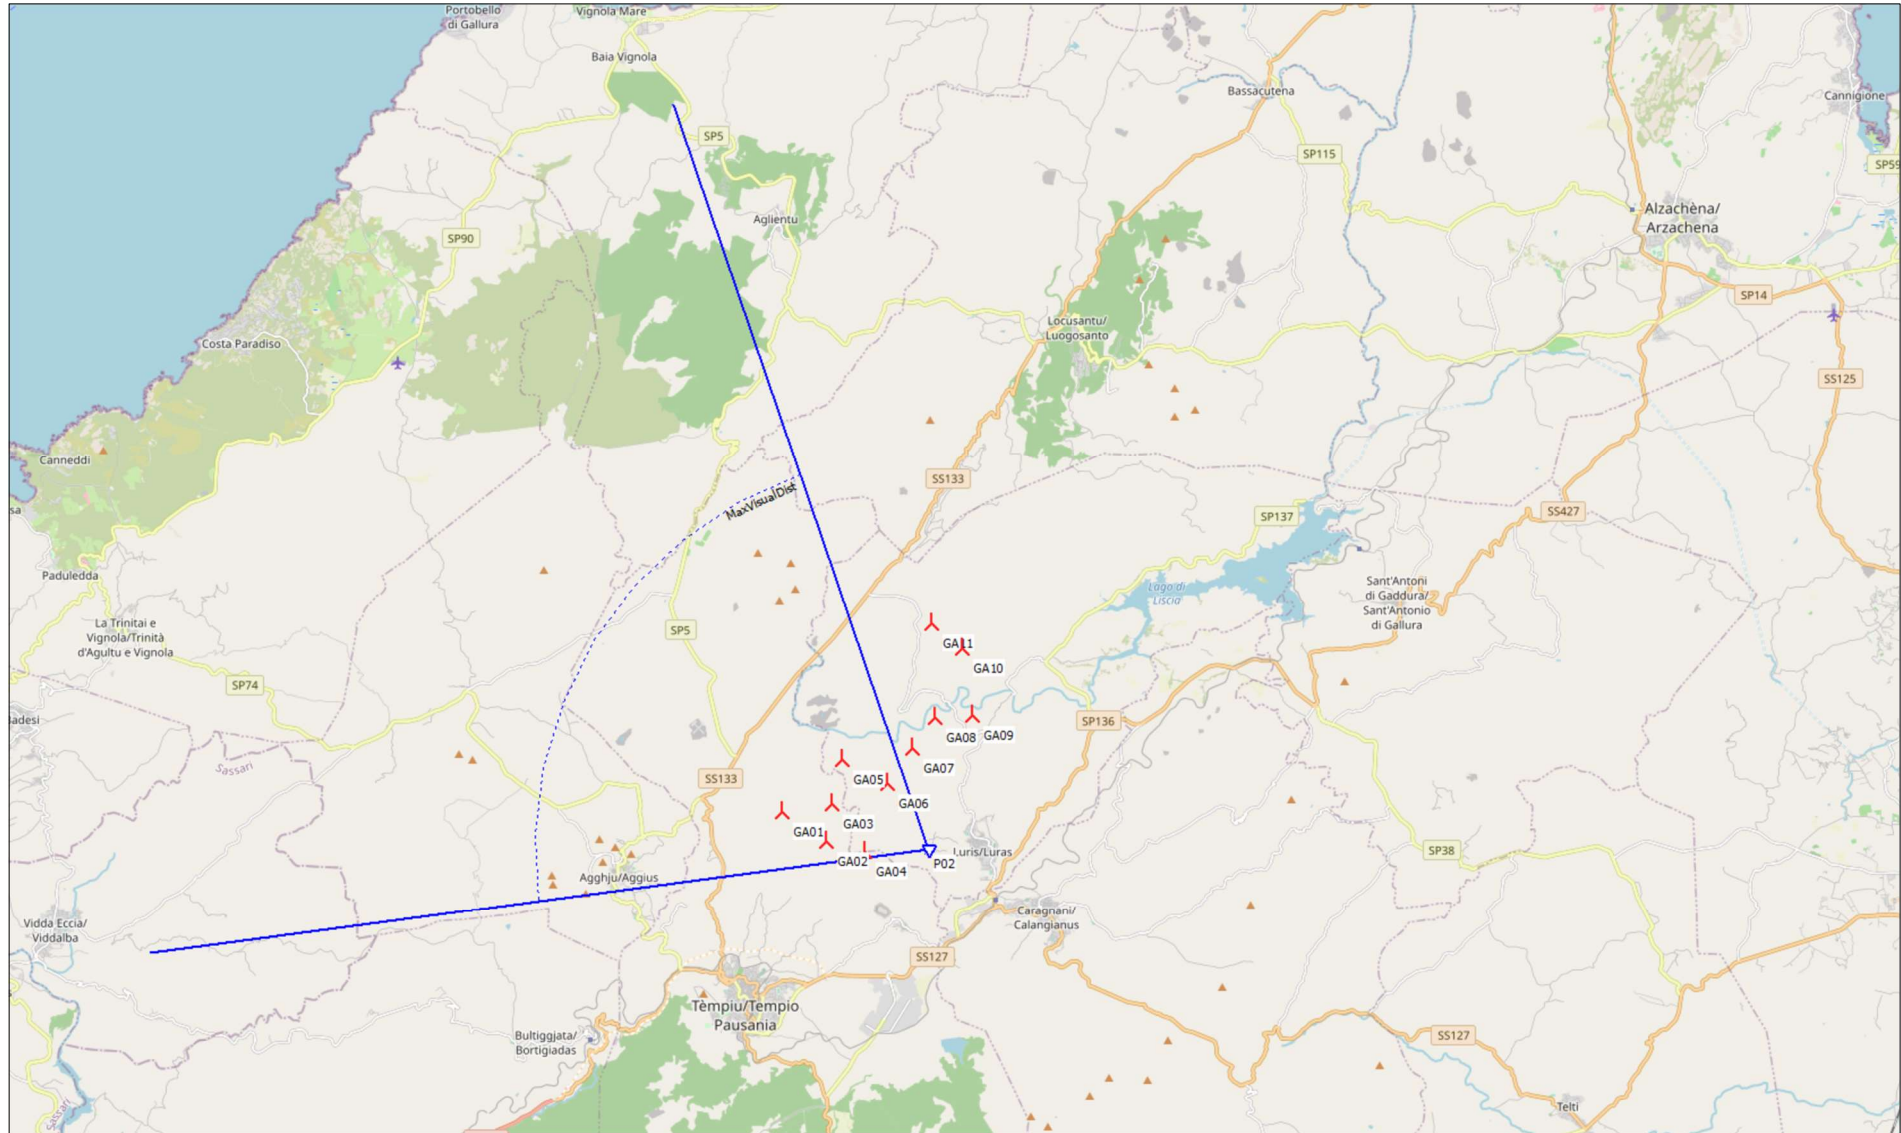 Portobello
di Gallura
Vignola Mare
Baia Vignola
SP5
Bassacutena
Cannigione
SP115
SP59
Aglientu
SP90
Alzachèna/
Arzachena
SP14
Locusantu/
Luogosanto
Costa Paradiso
SS125
Canneddi
SS133
MaxVisualDist
SP137
SS427
sa
Paduledda
Lago di
Liscia
Sant'Antoni
di Gaddura/
Sant'Antonio
di Gallura
La Trinitai e
Vignola/Trinità
d'Agultu e Vignola
SP5
GA11
GA10
SP74
ladesi
SP136
GA08
GA09
Sassari
SS133
GA05
GA07
GA06
GA01
GA03
GA02
GA04
P02
Luris/Luras
SP38
Agghju/Aggius
Vidda Eccia/
Viddalba
Caragnani/
Calangianus
SS127
Tèmpiu/Tempio
Pausania
Bultiggjata/
Bortigiadas
SS127
Sassari
Telti